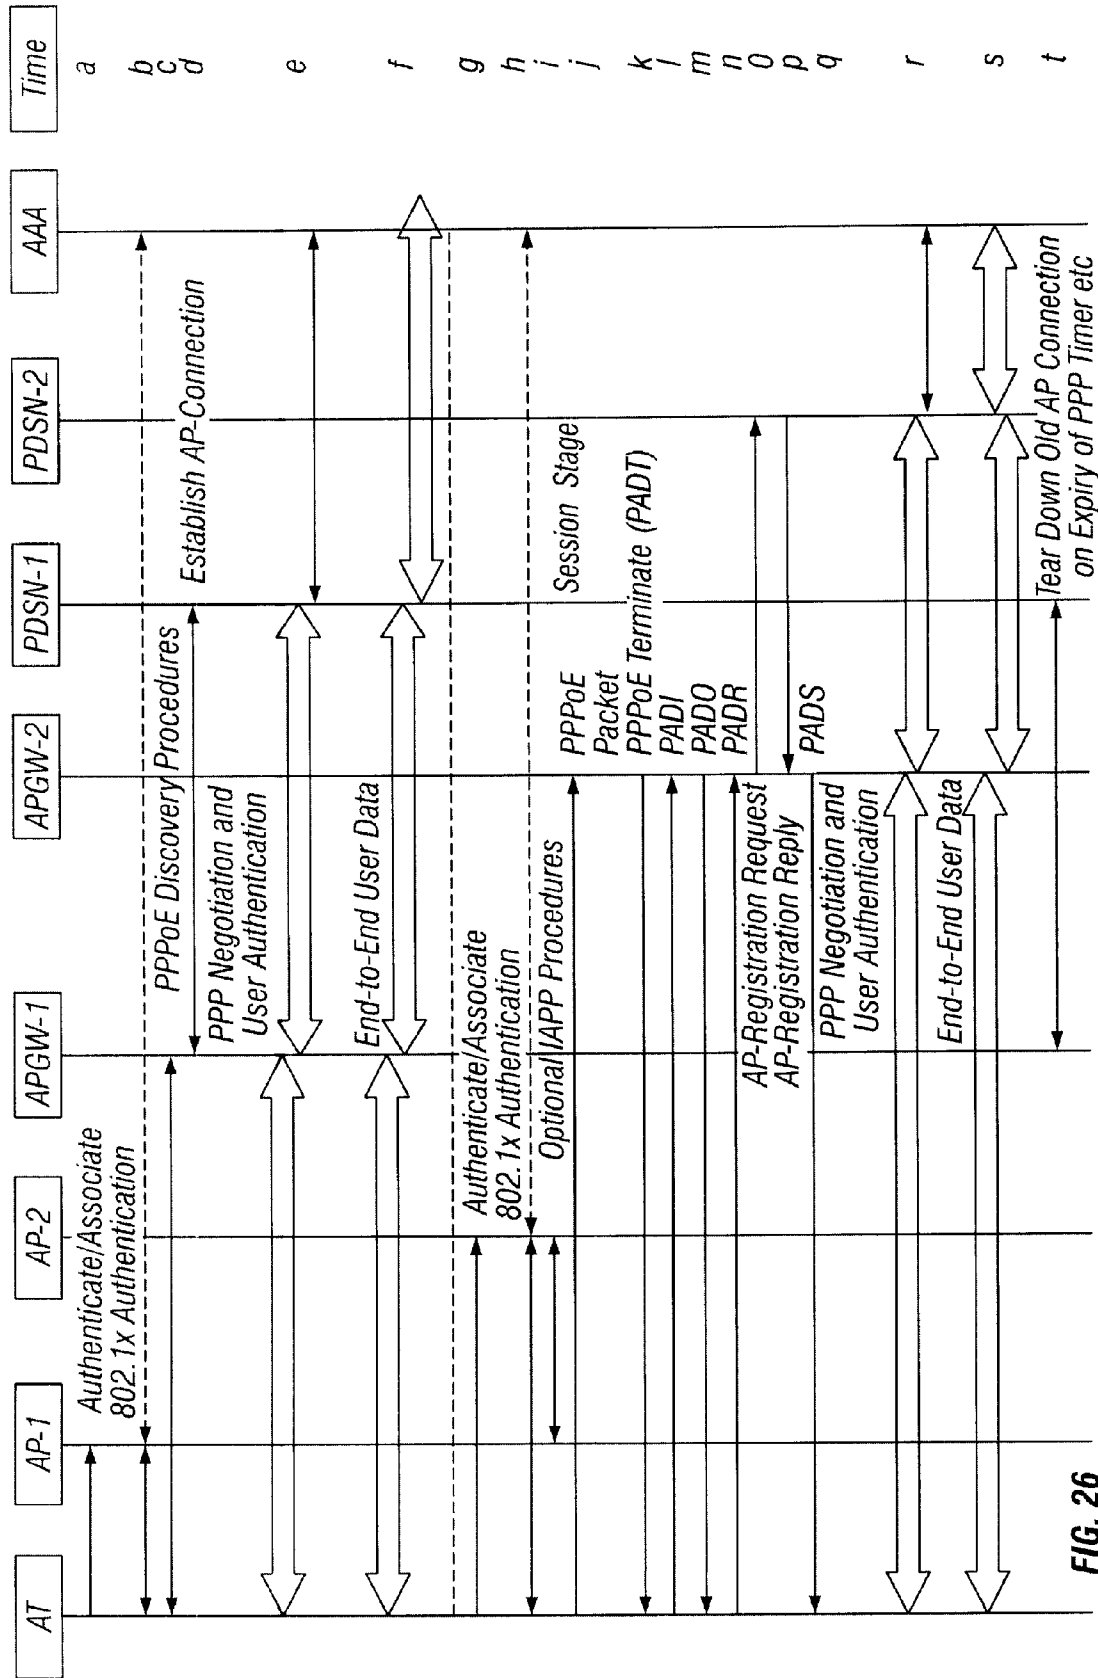 AT
AP-1
AP-2
APGW-1
APGW-2
PDSN-1
PDSN-2
AAA
Time
Authenticate/Associate
a
802.1x Authentication
b
PPPoE Discovery Procedures
c
Establish AP-Connection
d
PPP Negotiation and
User Authentication
e
End-to-End User Data
f
Authenticate/Associate
g
802.1x Authentication
h
Optional IAPP Procedures
i
PPPoE
Packet
Session Stage
j
PPPoE Terminate (PADT)
k
PADI
l
PADO
m
PADR
n
AP-Registration Request
o
AP-Registration Reply
p
PADS
q
PPP Negotiation and
User Authentication
r
End-to-End User Data
s
Tear Down Old AP Connection
on Expiry of PPP Timer etc
t
FIG. 26